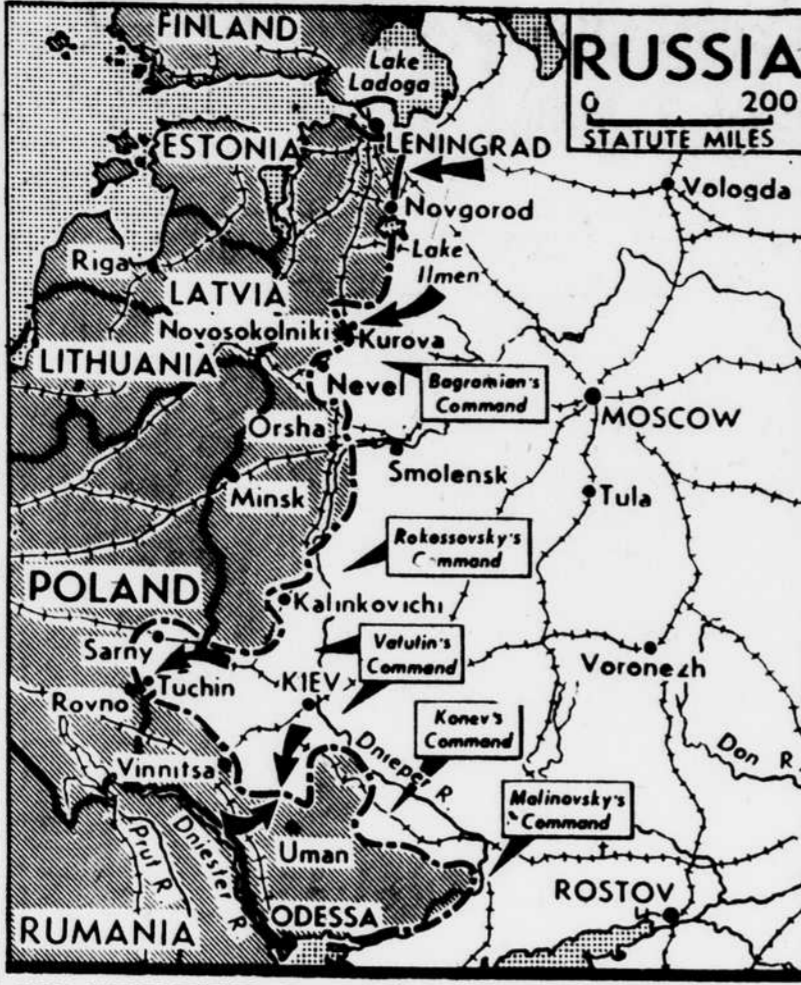 FINLAND
Lake
Ladoga
RUSSIA
0 200
STATUTE MILES
ESTONIA
LENINGRAD
Vologda
Novgorod
Lake
Ilmen
Riga
LATVIA
Novosokolniki
Kurova
LITHUANIA
Nevel
Bagramian's
Command
MOSCOW
Orsha
Smolensk
Minsk
Tula
Rokossovsky's
Command
POLAND
Kalinkovichi
Sarny
Vatutin's
Command
Voronezh
Tuchin
KIEV
Rovno
Konev's
Command
Vinnitsa
Dnieper R.
Don R.
Malinovsky's
Command
Prut R
Dniester R
Uman
ROSTOV
ODESSA
RUMANIA